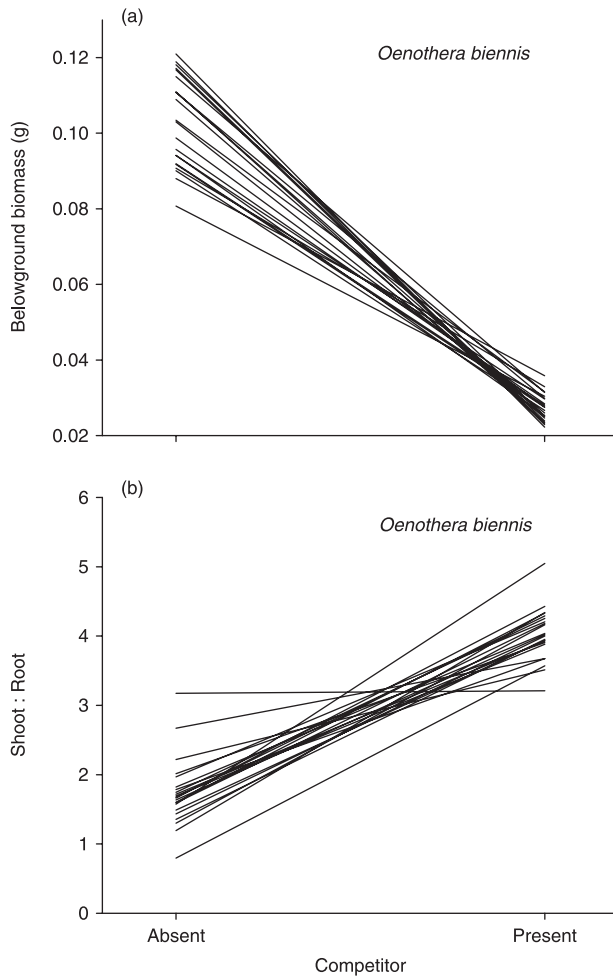 (a)
Oenothera biennis
0.12
0.10
0.08
0.06
0.04
0.02
Belowground biomass (g)
(b)
Oenothera biennis
6
5
4
3
2
1
0
Shoot : Root
Absent
Present
Competitor